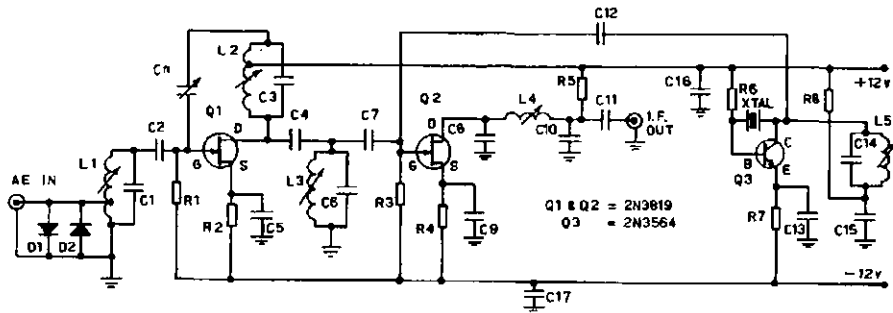 C12
L2
Cn
C3
Q1
C4
C7
Q2
L4
R5
C11
I.F. OUT
C16
R6
XTAL
+12v
R8
L5
C2
D
G
S
L1
C1
R1
AE IN
D1
D2
R2
C5
L3
C6
R3
D
C8
G
S
C10
R4
C9
Q1 & Q2 = 2N3819
Q3 = 2N3564
C
B
E
Q3
C14
R7
C13
C15
C17
-12v